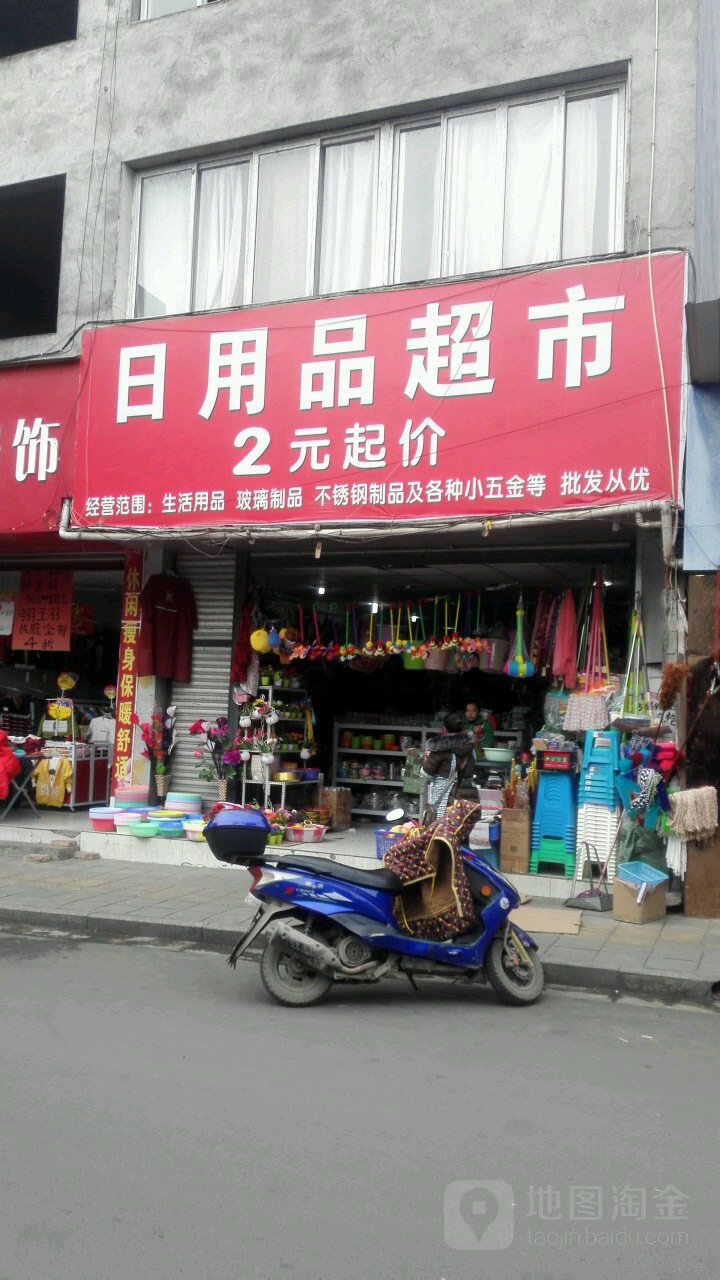 日用品超市
2元起价
经营范围：生活用品 玻璃制品 不锈钢制品及各种小五金等 批发从优
饰
休闲瘦身保暖舒适
4折
地图淘金
taojin.baidu.com